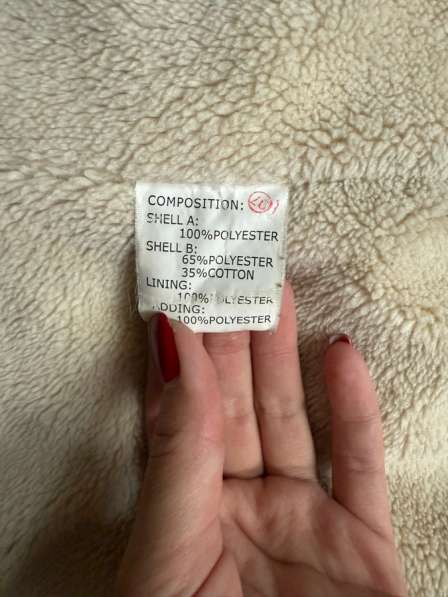 COMPOSITION:
SHELL A:
100%POLYESTER
SHELL B:
65%POLYESTER
35%COTTON
LINING:
100%POLYESTER
ADDING:
100%POLYESTER